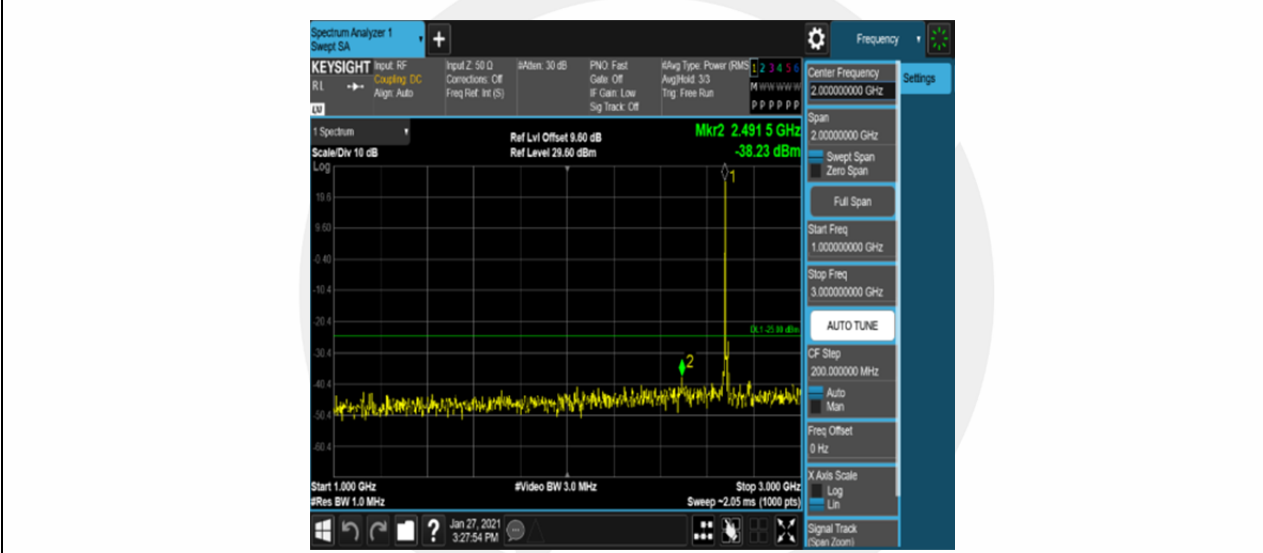 Spectrum Analyzer 1
Swept SA
+
Frequency
KEYSIGHT
RL
LXI
Input: RF
Coupling: DC
Align: Auto
Input Z: 50 Ω
Corrections: Off
Freq Ref: Int (S)
#Atten: 30 dB
PNO: Fast
Gate: Off
IF Gain: Low
Sig Track: Off
#Avg Type: Power (RMS
Avg|Hold: 3/3
Trig: Free Run
1 2 3 4 5 6
M W W W W W
P P P P P P
Center Frequency
2.000000000 GHz
Settings
1 Spectrum
Scale/Div 10 dB
Log
Ref Lvl Offset 9.60 dB
Ref Level 29.60 dBm
Mkr2 2.491 5 GHz
-38.23 dBm
Span
2.00000000 GHz
Swept Span
Zero Span
Full Span
Start Freq
1.000000000 GHz
Stop Freq
3.000000000 GHz
AUTO TUNE
CF Step
200.000000 MHz
Auto
Man
Freq Offset
0 Hz
X Axis Scale
Log
Lin
Signal Track
(Span Zoom)
1
19.6
9.60
-0.40
-10.4
-20.4
DL1 -25.00 dBm
-30.4
2
-40.4
-50.4
-60.4
Start 1.000 GHz
#Res BW 1.0 MHz
#Video BW 3.0 MHz
Stop 3.000 GHz
Sweep ~2.05 ms (1000 pts)
?
Jan 27, 2021
3:27:54 PM